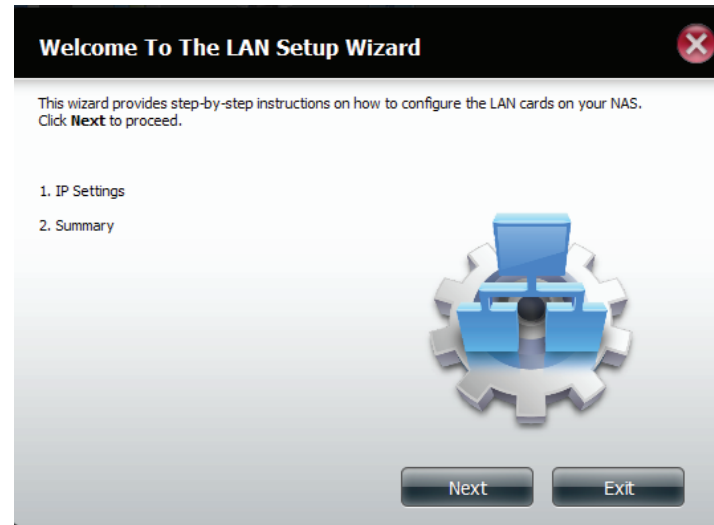 Welcome To The LAN Setup Wizard
This wizard provides step-by-step instructions on how to configure the LAN cards on your NAS.
Click Next to proceed.
1. IP Settings
2. Summary
Next
Exit